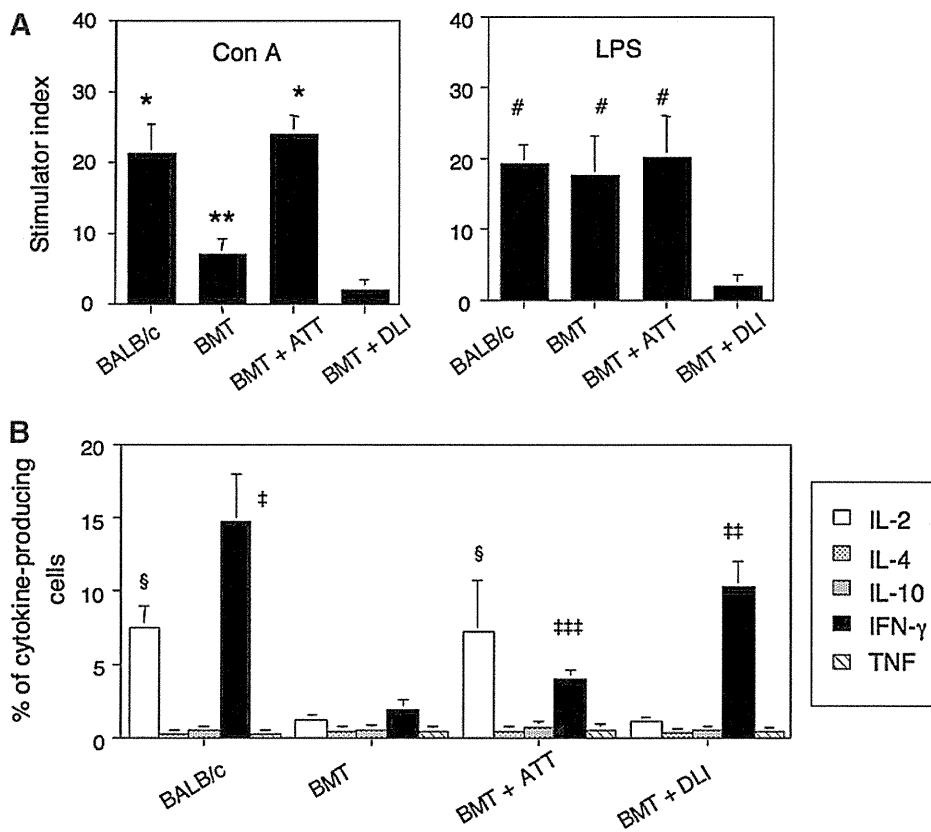 A
Con A
LPS
Stimulator index
40
30
20
10
0
*
**
*
BALB/c
BMT
BMT + ATT
BMT + DLI
40
30
20
10
0
#
#
#
BALB/c
BMT
BMT + ATT
BMT + DLI
B
% of cytokine-producing
cells
20
15
10
5
0
§
‡
§
‡‡‡
‡‡
BALB/c
BMT
BMT + ATT
BMT + DLI
IL-2
IL-4
IL-10
IFN-γ
TNF